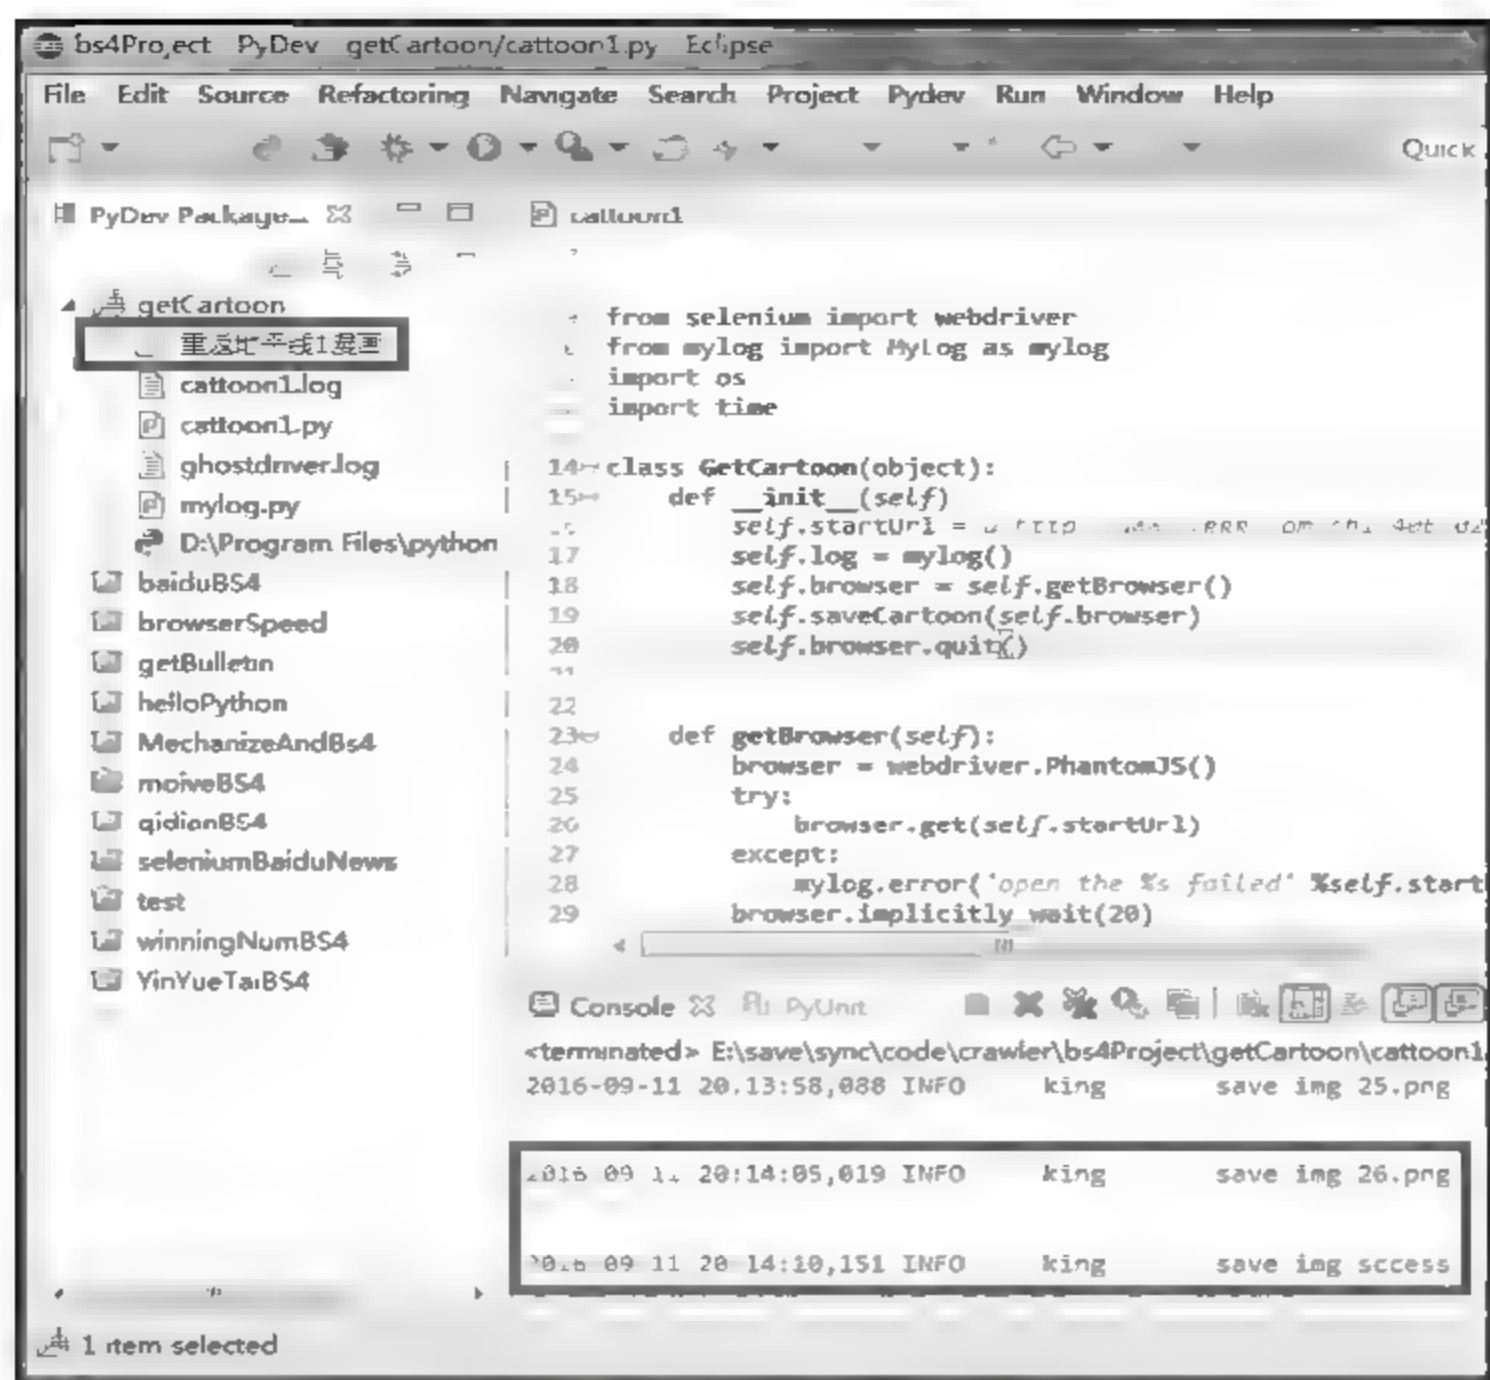 bs4Project PyDev getCartoon/cattoon1.py Eclipse
File Edit Source Refactoring Navigate Search Project Pydev Run Window Help
Quick
PyDev Package...
cattoon1
getCartoon
cattoon1.log
cattoon1.py
ghostdriver.log
mylog.py
D:\Program Files\python
baiduBS4
browserSpeed
getBulletin
helloPython
MechanizeAndBs4
moiveBS4
qidianBS4
seleniumBaiduNews
test
winningNumBS4
YinYueTaiBS4
from selenium import webdriver
from mylog import MyLog as mylog
import os
import time
14 class GetCartoon(object):
15 def __init__(self)
self.startUrl =
17 self.log = mylog()
18 self.browser = self.getBrowser()
19 self.saveCartoon(self.browser)
20 self.browser.quit()
22
23 def getBrowser(self):
24 browser = webdriver.PhantomJS()
25 try:
26 browser.get(self.startUrl)
27 except:
28 mylog.error('open the %s failed' %self.start
29 browser.implicitly_wait(20)
Console PyUnit
<terminated> E:\save\sync\code\crawler\bs4Project\getCartoon\cattoon1
2016-09-11 20:13:58,088 INFO king save img 25.png
2016 09 11 20:14:05,019 INFO king save img 26.png
2016 09 11 20 14:10,151 INFO king save img sccess
1 item selected